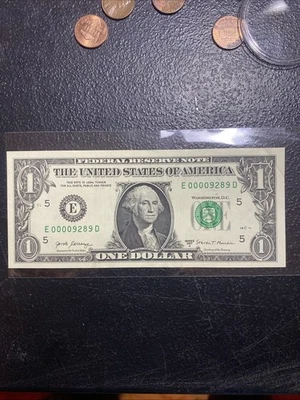 FEDERAL RESERVE NOTE
THE UNITED STATES OF AMERICA
THIS NOTE IS LEGAL TENDER
FOR ALL DEBTS, PUBLIC AND PRIVATE
E 00009289 D
WASHINGTON, D.C.
1 1
5 5
E
E 00009289 D
5 5
1 1
ONE DOLLAR